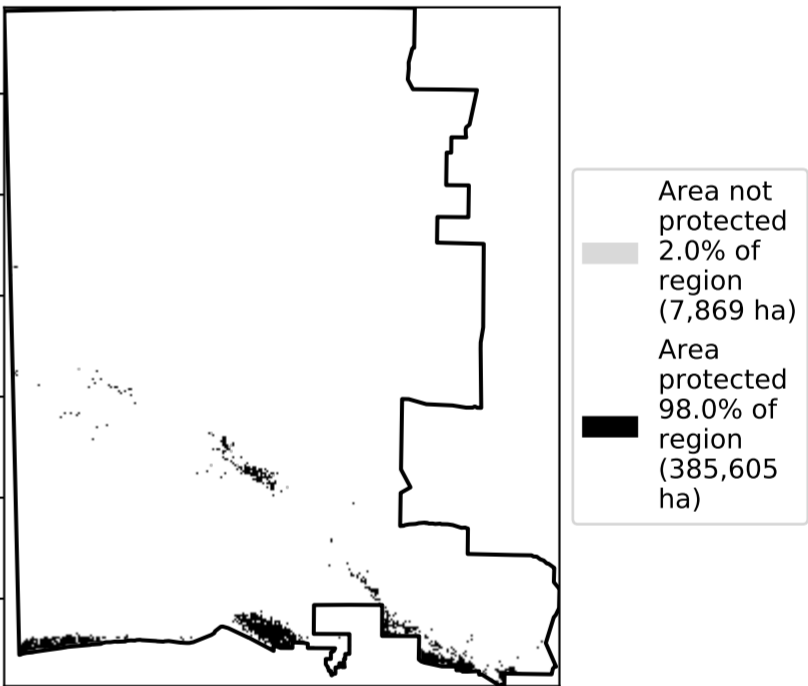 Area not
protected
2.0% of
region
(7,869 ha)
Area
protected
98.0% of
region
(385,605
ha)